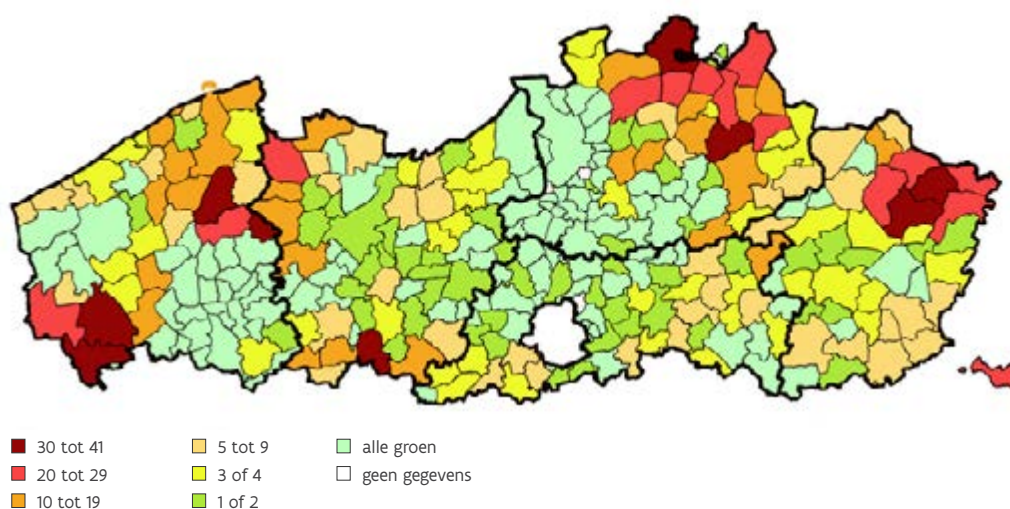 30 tot 41
20 tot 29
10 tot 19
5 tot 9
3 of 4
1 of 2
alle groen
geen gegevens